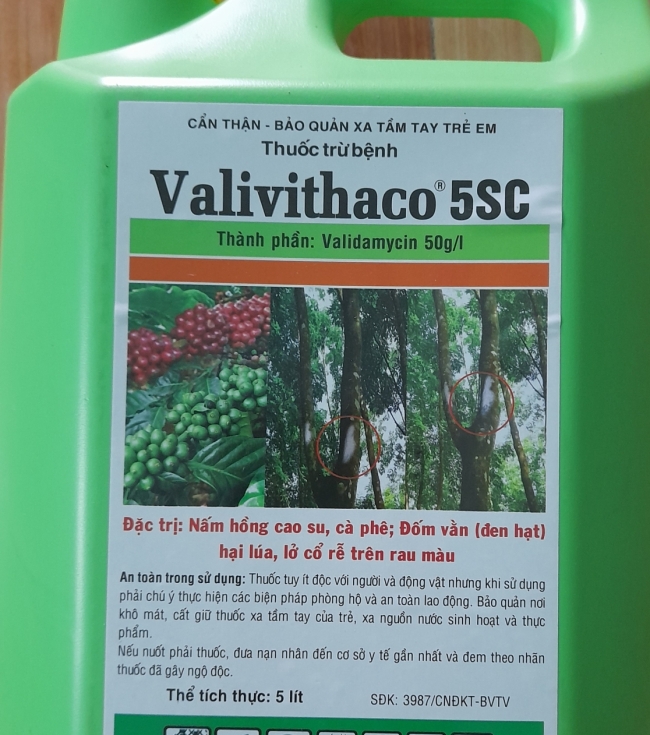 CẨN THẬN - BẢO QUẢN XA TẦM TAY TRẺ EM
Thuốc trừ bệnh
Valivithaco® 5SC
Thành phần: Validamycin 50g/l
Đặc trị: Nấm hồng cao su, cà phê; Đốm vằn (đen hạt)
hại lúa, lở cổ rễ trên rau màu
An toàn trong sử dụng: Thuốc tuy ít độc với người và động vật nhưng khi sử dụng
phải chú ý thực hiện các biện pháp phòng hộ và an toàn lao động. Bảo quản nơi
khô mát, cất giữ thuốc xa tầm tay của trẻ, xa nguồn nước sinh hoạt và thực
phẩm.
Nếu nuốt phải thuốc, đưa nạn nhân đến cơ sở y tế gần nhất và đem theo nhãn
thuốc đã gây ngộ độc.
Thể tích thực: 5 lít
SĐK: 3987/CNĐKT-BVTV